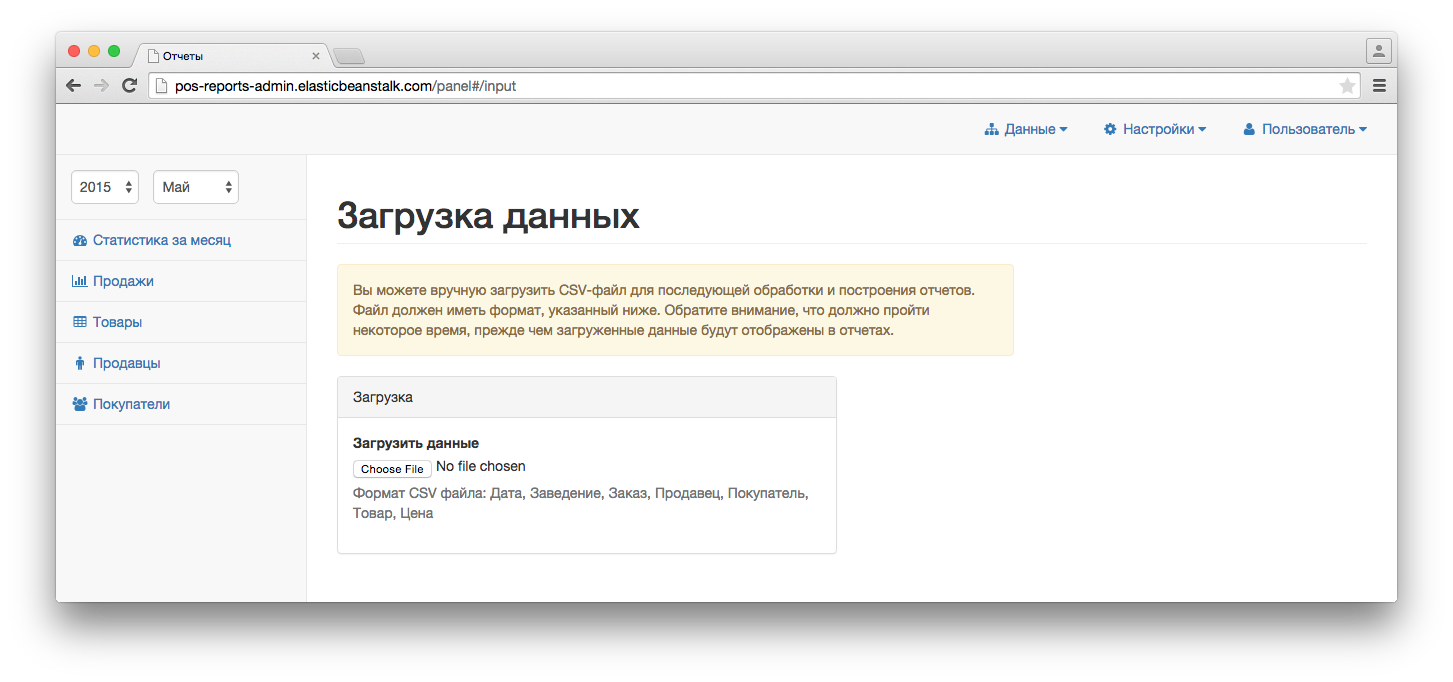 Отчеты
pos-reports-admin.elasticbeanstalk.com/panel#/input
Данные Настройки Пользователь
2015 Май
Статистика за месяц
Продажи
Товары
Продавцы
Покупатели
Загрузка данных
Вы можете вручную загрузить CSV-файл для последующей обработки и построения отчетов.
Файл должен иметь формат, указанный ниже. Обратите внимание, что должно пройти
некоторое время, прежде чем загруженные данные будут отображены в отчетах.
Загрузка
Загрузить данные
Choose File No file chosen
Формат CSV файла: Дата, Заведение, Заказ, Продавец, Покупатель,
Товар, Цена